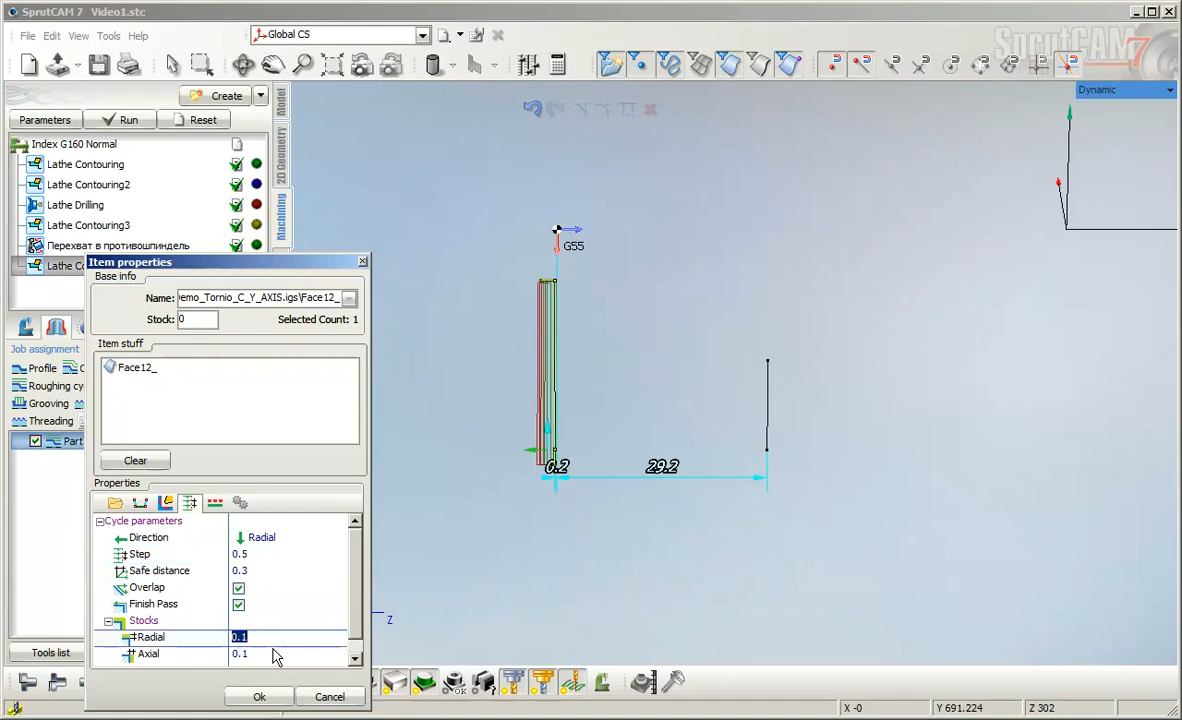 SprutCAM 7 Video1.stc
File Edit View Tools Help
Global CS
SprutCAM
7
Create
Dynamic
Parameters Run Reset
Model
2D Geometry
Machining
Index G160 Normal
Lathe Contouring
Lathe Contouring2
Lathe Drilling
Lathe Contouring3
Перехват в противошпиндель
Lathe Co
G55
Item properties
Base info
Name: emo_Tornio_C_Y_AXIS.igs\Face12_
Stock: 0 Selected Count: 1
Job assignment
Item stuff
Profile
Face12_
Roughing cy
Grooving
Threading
Part
Clear
0.2 29.2
Properties
Cycle parameters
Direction Radial
Step 0.5
Safe distance 0.3
Overlap
Finish Pass
Stocks
Radial 0.1
Axial 0.1
Z
Tools list
Ok Cancel
X -0 Y 691.224 Z 302